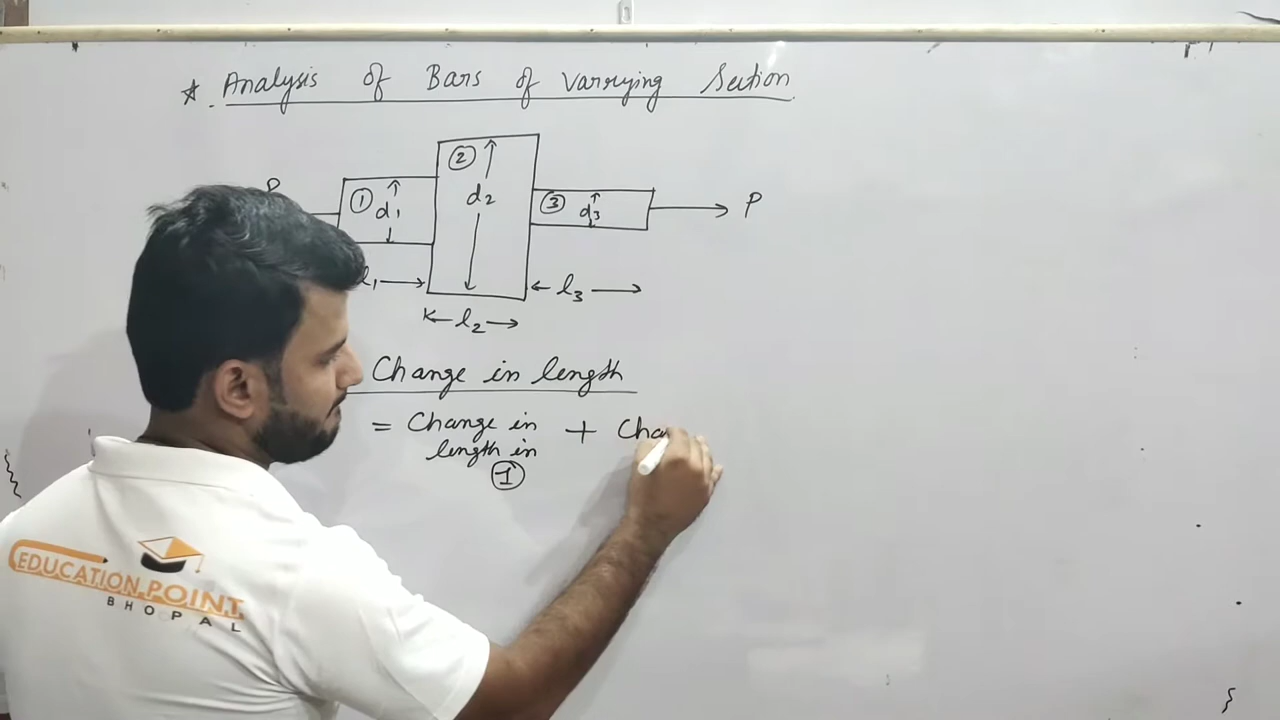 ☆. Analysis of Bars of varrying Section
P
① d₁
② d₂
③ d₃
P
l₁
l₂
l₃
Change in length
= Change in + Cha
length in
①
EDUCATION POINT
BHOPAL